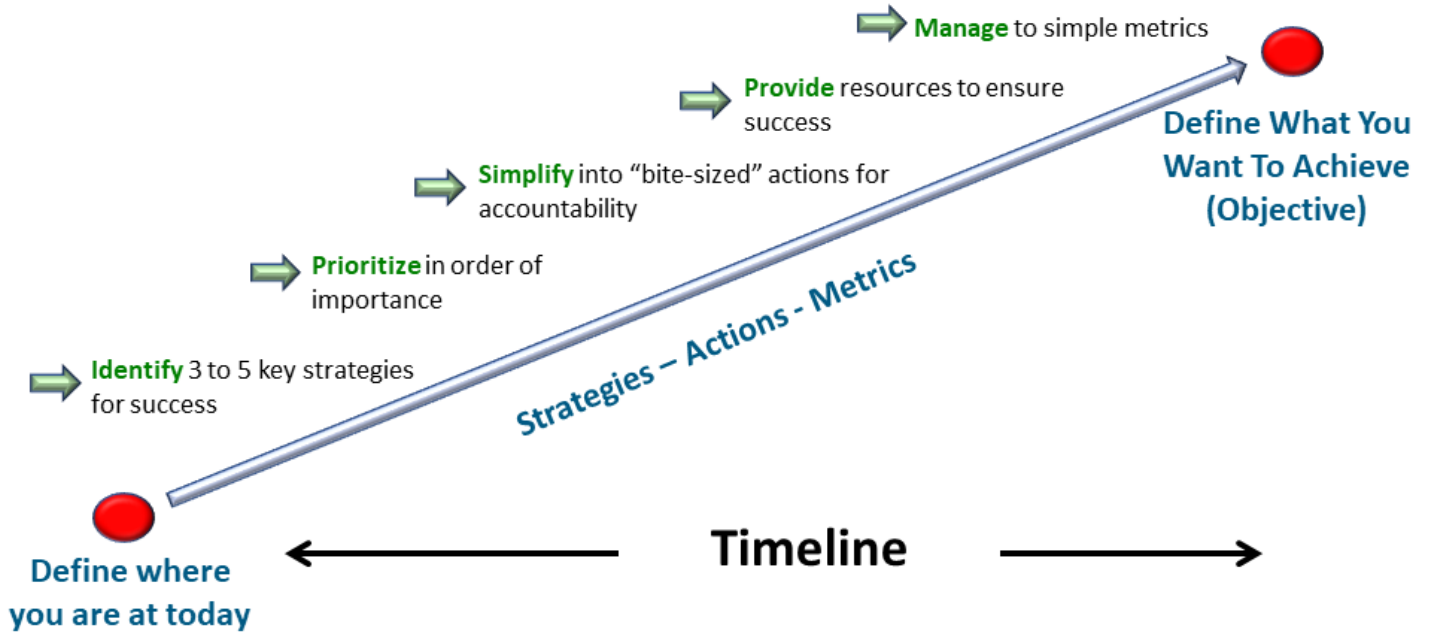 Manage to simple metrics
Provide resources to ensure
success
Simplify into “bite-sized” actions for
accountability
Prioritize in order of
importance
Identify 3 to 5 key strategies
for success
Define What You
Want To Achieve
(Objective)
Strategies – Actions - Metrics
Define where
you are at today
Timeline